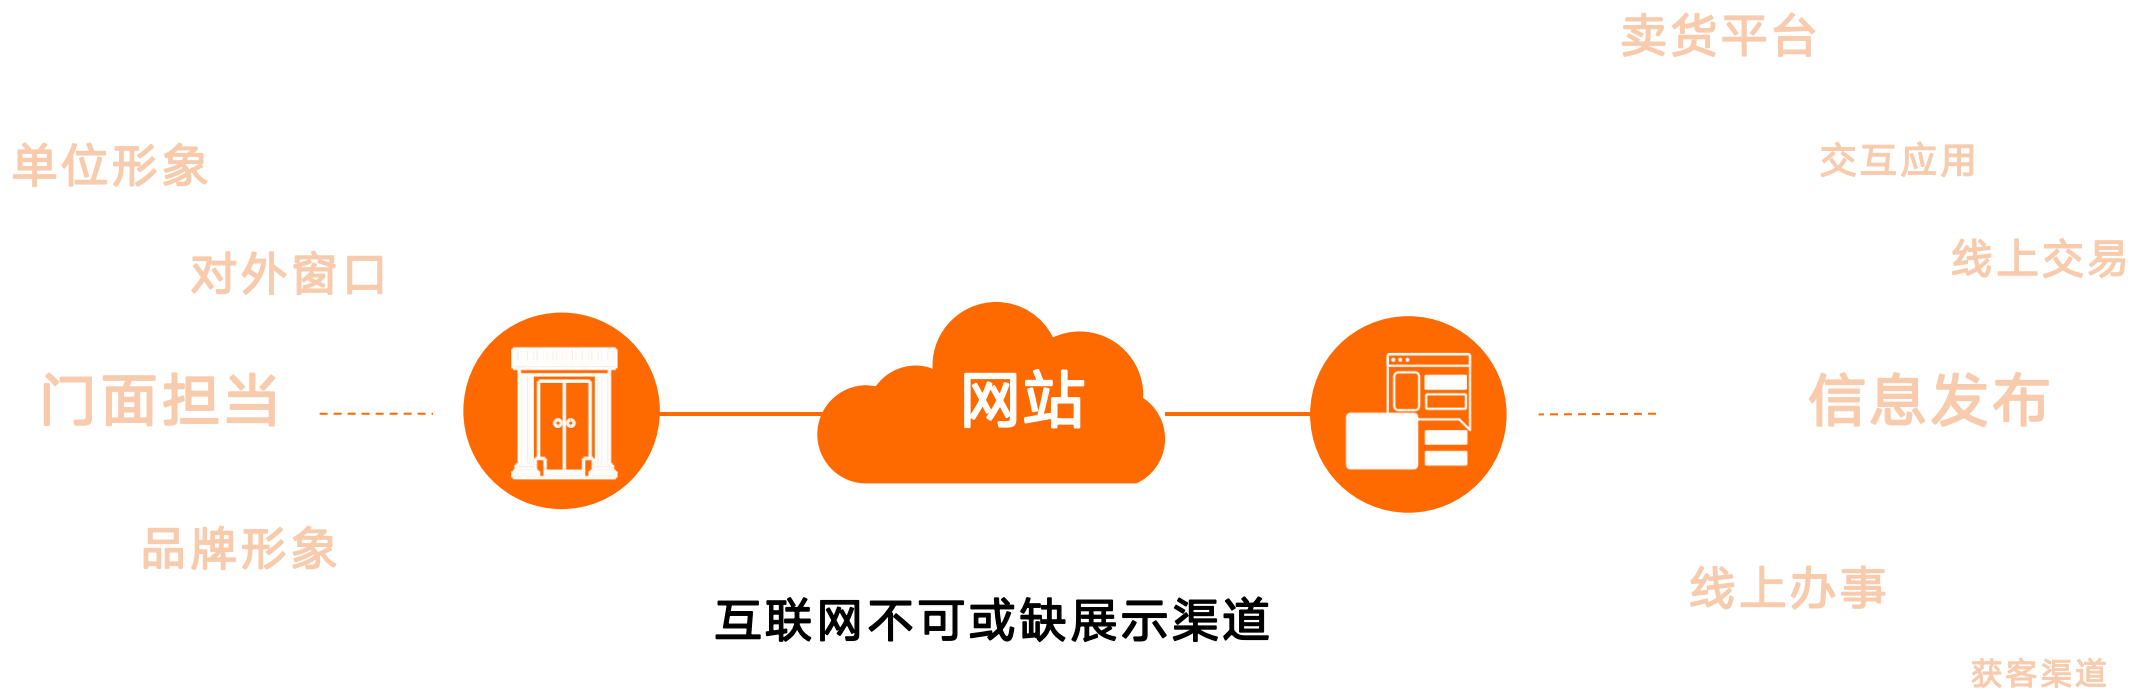 卖货平台
单位形象
交互应用
对外窗口
线上交易
门面担当
网站
信息发布
品牌形象
线上办事
互联网不可或缺展示渠道
获客渠道